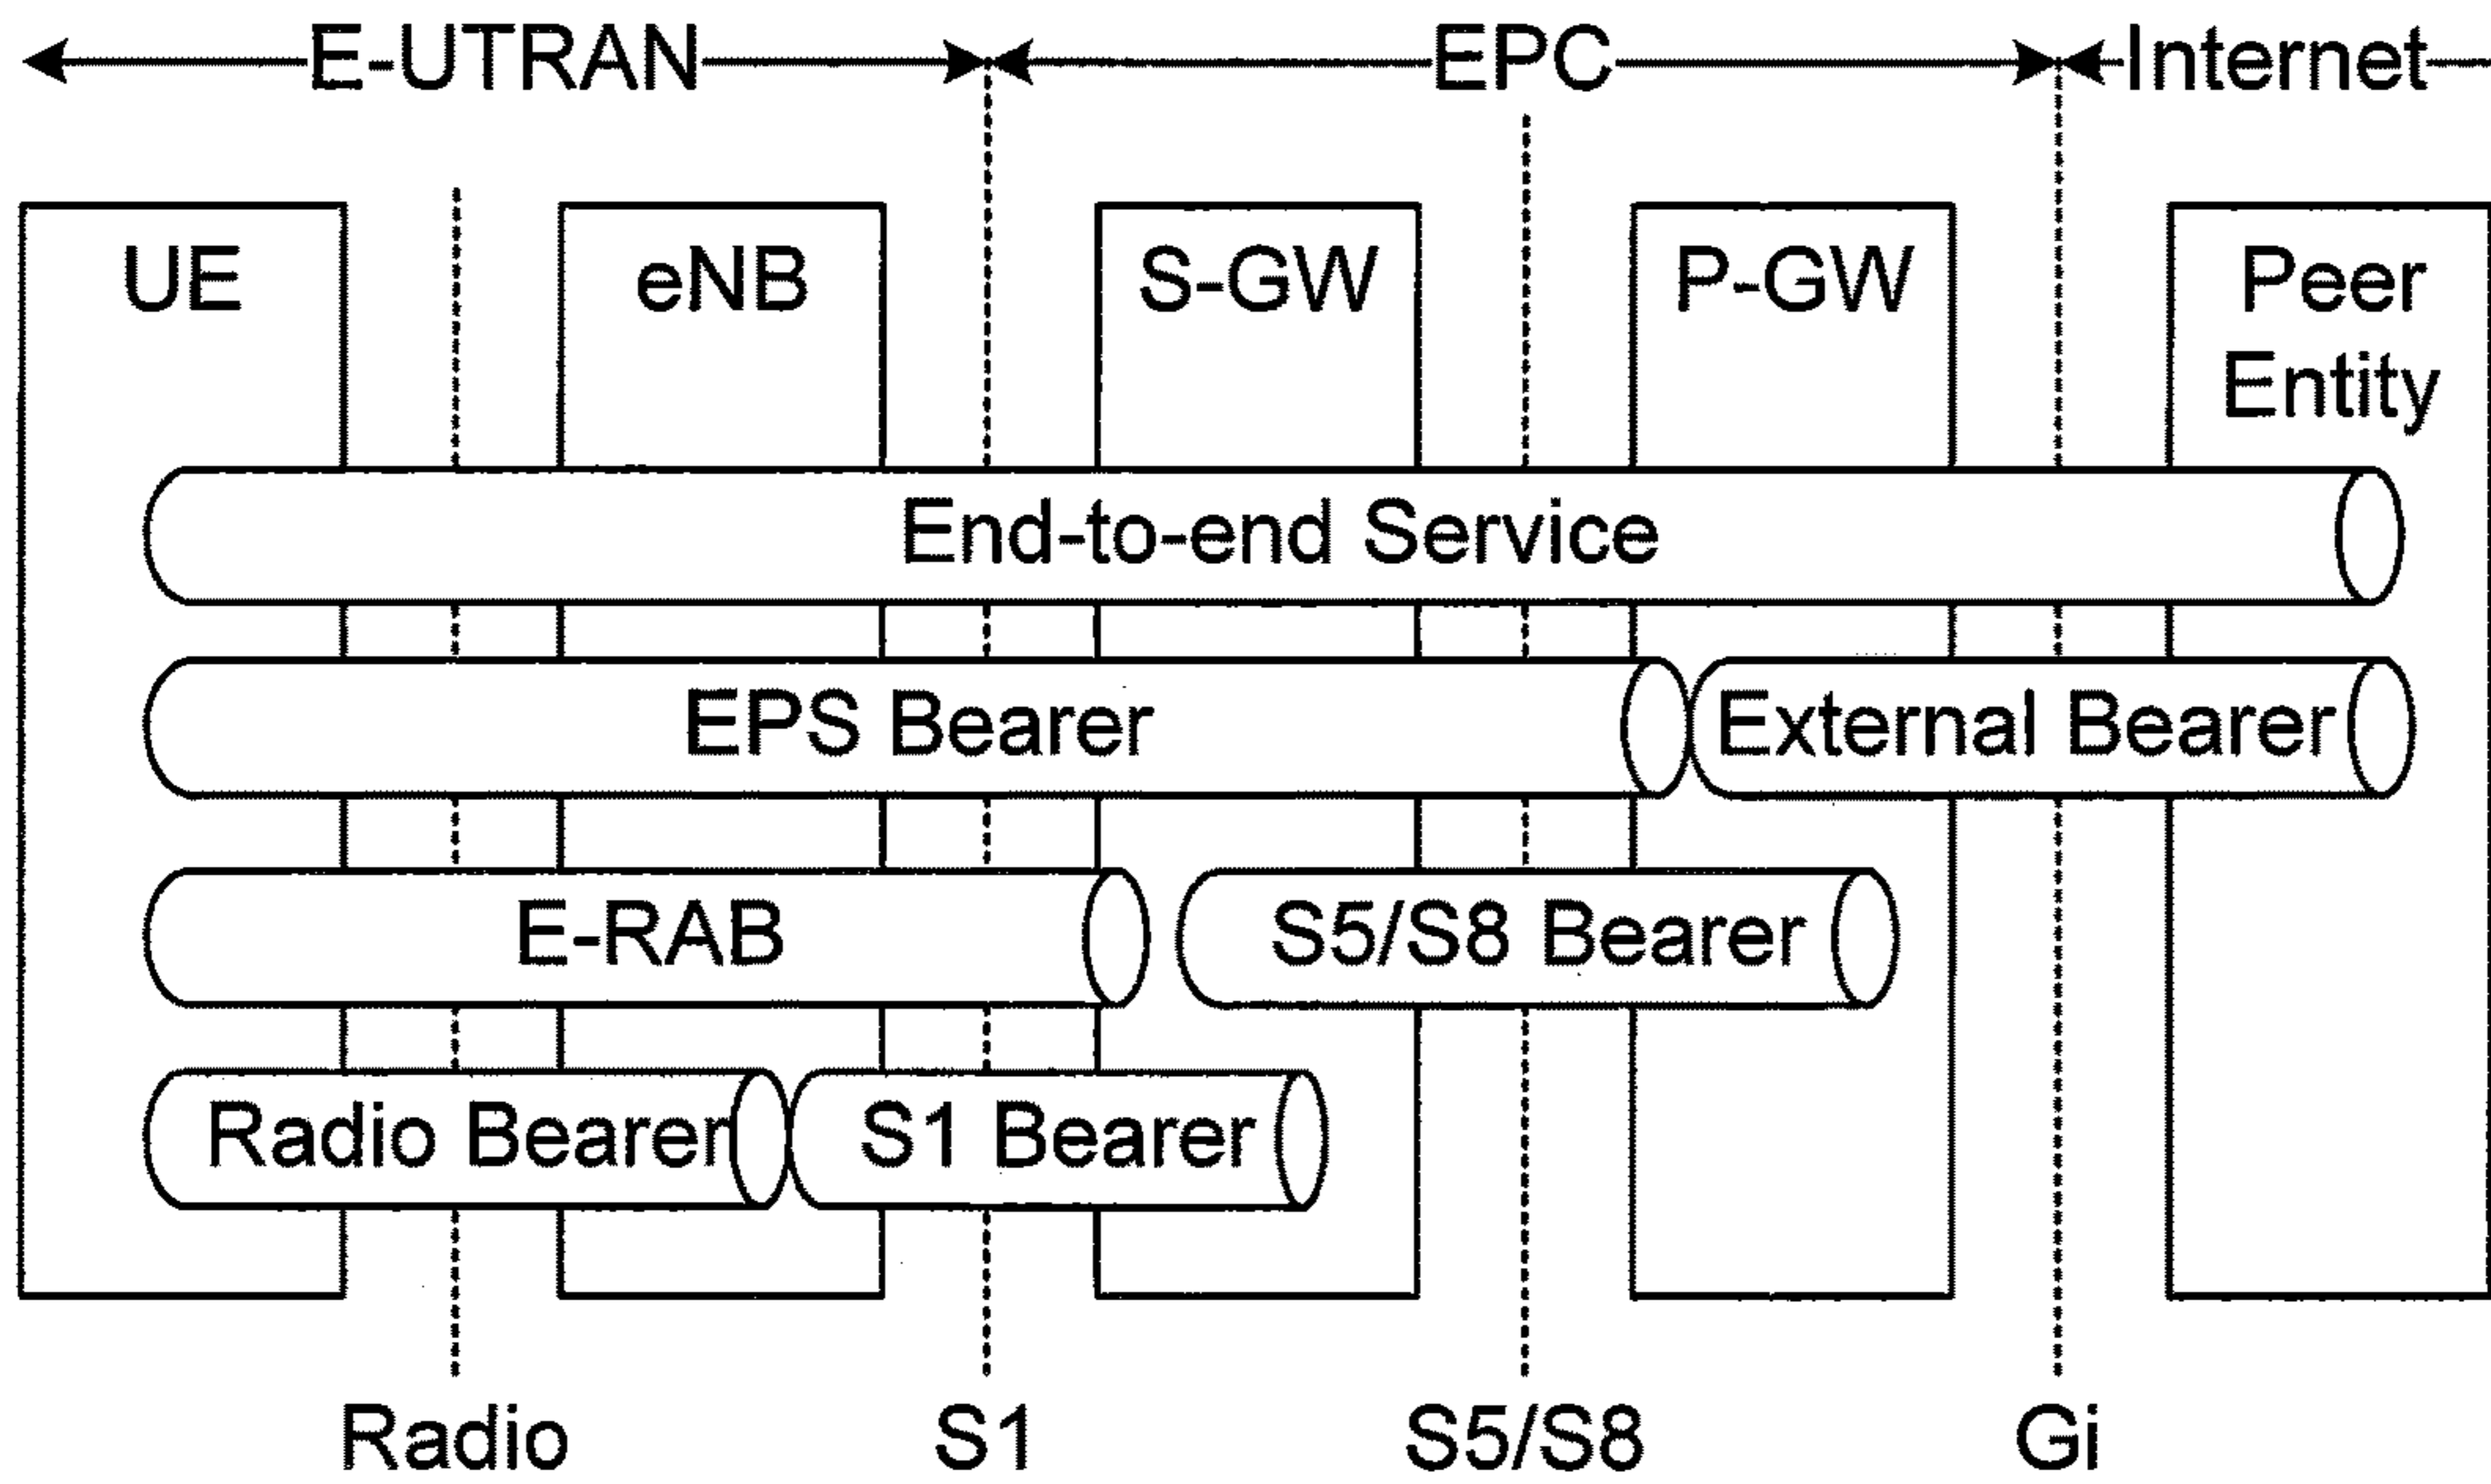 E-UTRAN EPC Internet
UE eNB S-GW P-GW Peer
Entity
End-to-end Service
EPS Bearer External Bearer
E-RAB S5/S8 Bearer
Radio Bearer S1 Bearer
Radio S1 S5/S8 Gi